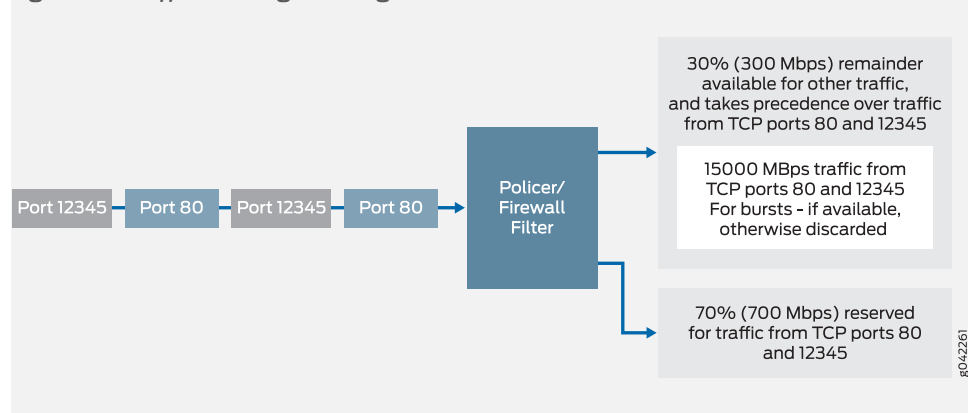 Port 12345
Port 80
Port 12345
Port 80
Policer/
Firewall
Filter
30% (300 Mbps) remainder
available for other traffic,
and takes precedence over traffic
from TCP ports 80 and 12345
15000 MBps traffic from
TCP ports 80 and 12345
For bursts - if available,
otherwise discarded
70% (700 Mbps) reserved
for traffic from TCP ports 80
and 12345
g042261